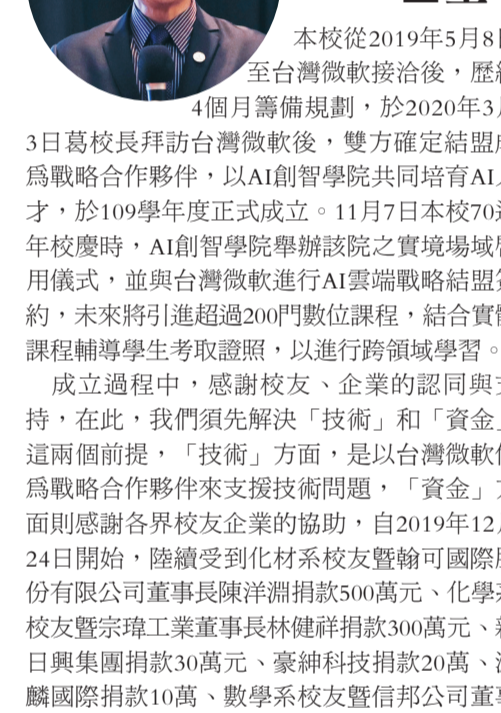 本校從2019年5月8
至台灣微軟接洽後，歷
4個月籌備規劃，於2020年3
3日葛校長拜訪台灣微軟後，雙方確定結盟
為戰略合作夥伴，以AI創智學院共同培育AI
才，於109學年度正式成立。11月7日本校70
年校慶時，AI創智學院舉辦該院之實境場域
用儀式，並與台灣微軟進行AI雲端戰略結盟
約，未來將引進超過200門數位課程，結合實
課程輔導學生考取證照，以進行跨領域學習。
成立過程中，感謝校友、企業的認同與
持，在此，我們須先解決「技術」和「資金」
這兩個前提，「技術」方面，是以台灣微軟
為戰略合作夥伴來支援技術問題，「資金」
面則感謝各界校友企業的協助，自2019年12
24日開始，陸續受到化材系校友暨翰可國際
份有限公司董事長陳洋淵捐款500萬元、化學
校友暨宗瑋工業董事長林健祥捐款300萬元、
日興集團捐款30萬元、豪紳科技捐款20萬、
麟國際捐款10萬、數學系校友暨信邦公司董